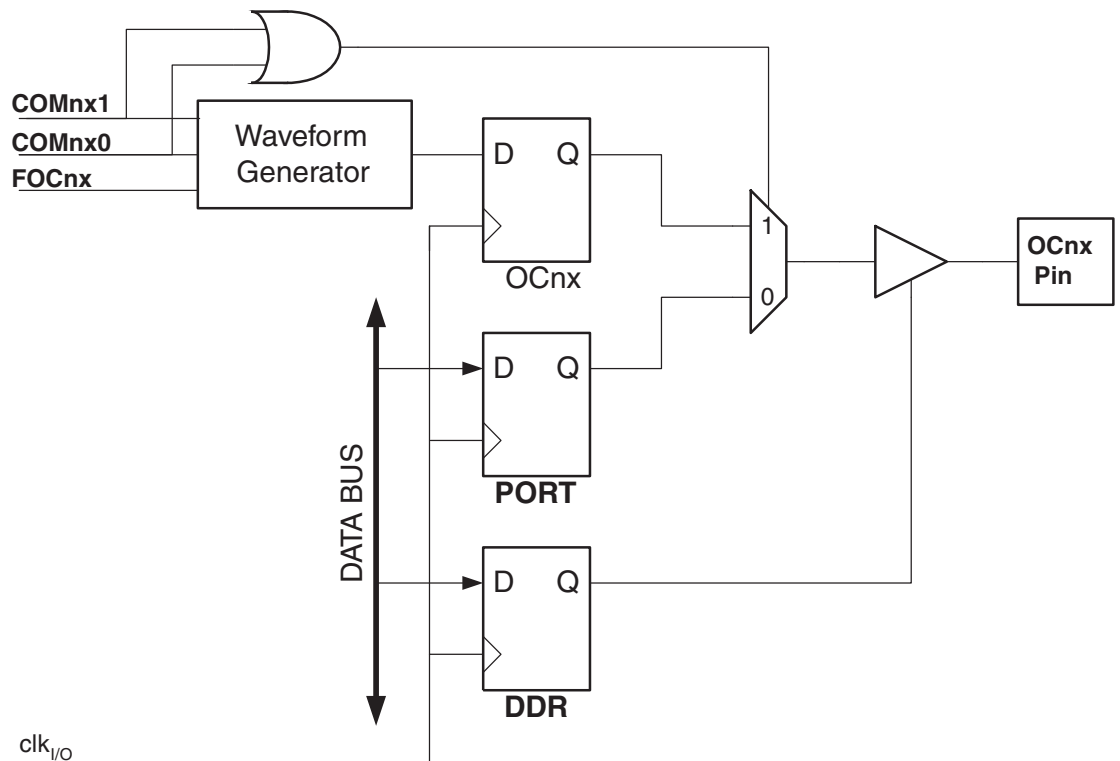 COMnx1
COMnx0
FOCnx
Waveform
Generator
D Q
OCnx
1
0
OCnx
Pin
D Q
PORT
DATA BUS
D Q
DDR
clkI/O